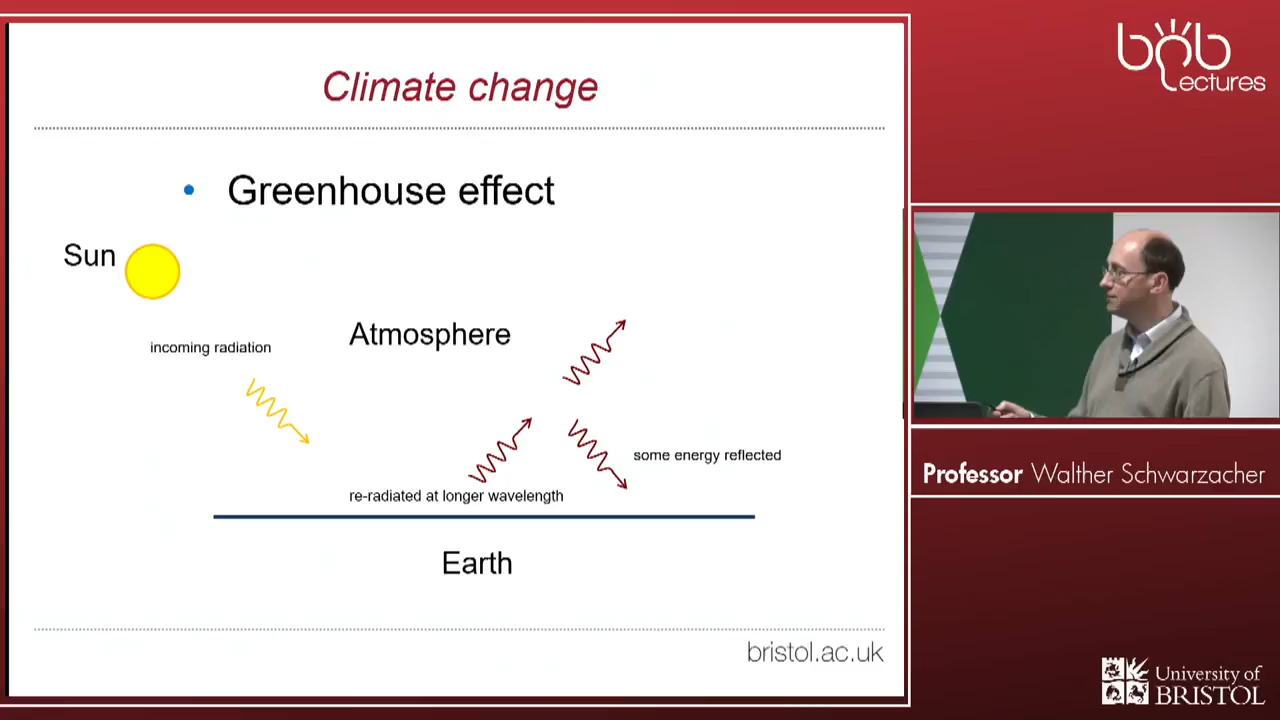 Climate change
• Greenhouse effect
Sun
Atmosphere
incoming radiation
some energy reflected
re-radiated at longer wavelength
Earth
bristol.ac.uk
bob
Lectures
Professor Walther Schwarzacher
University of
BRISTOL